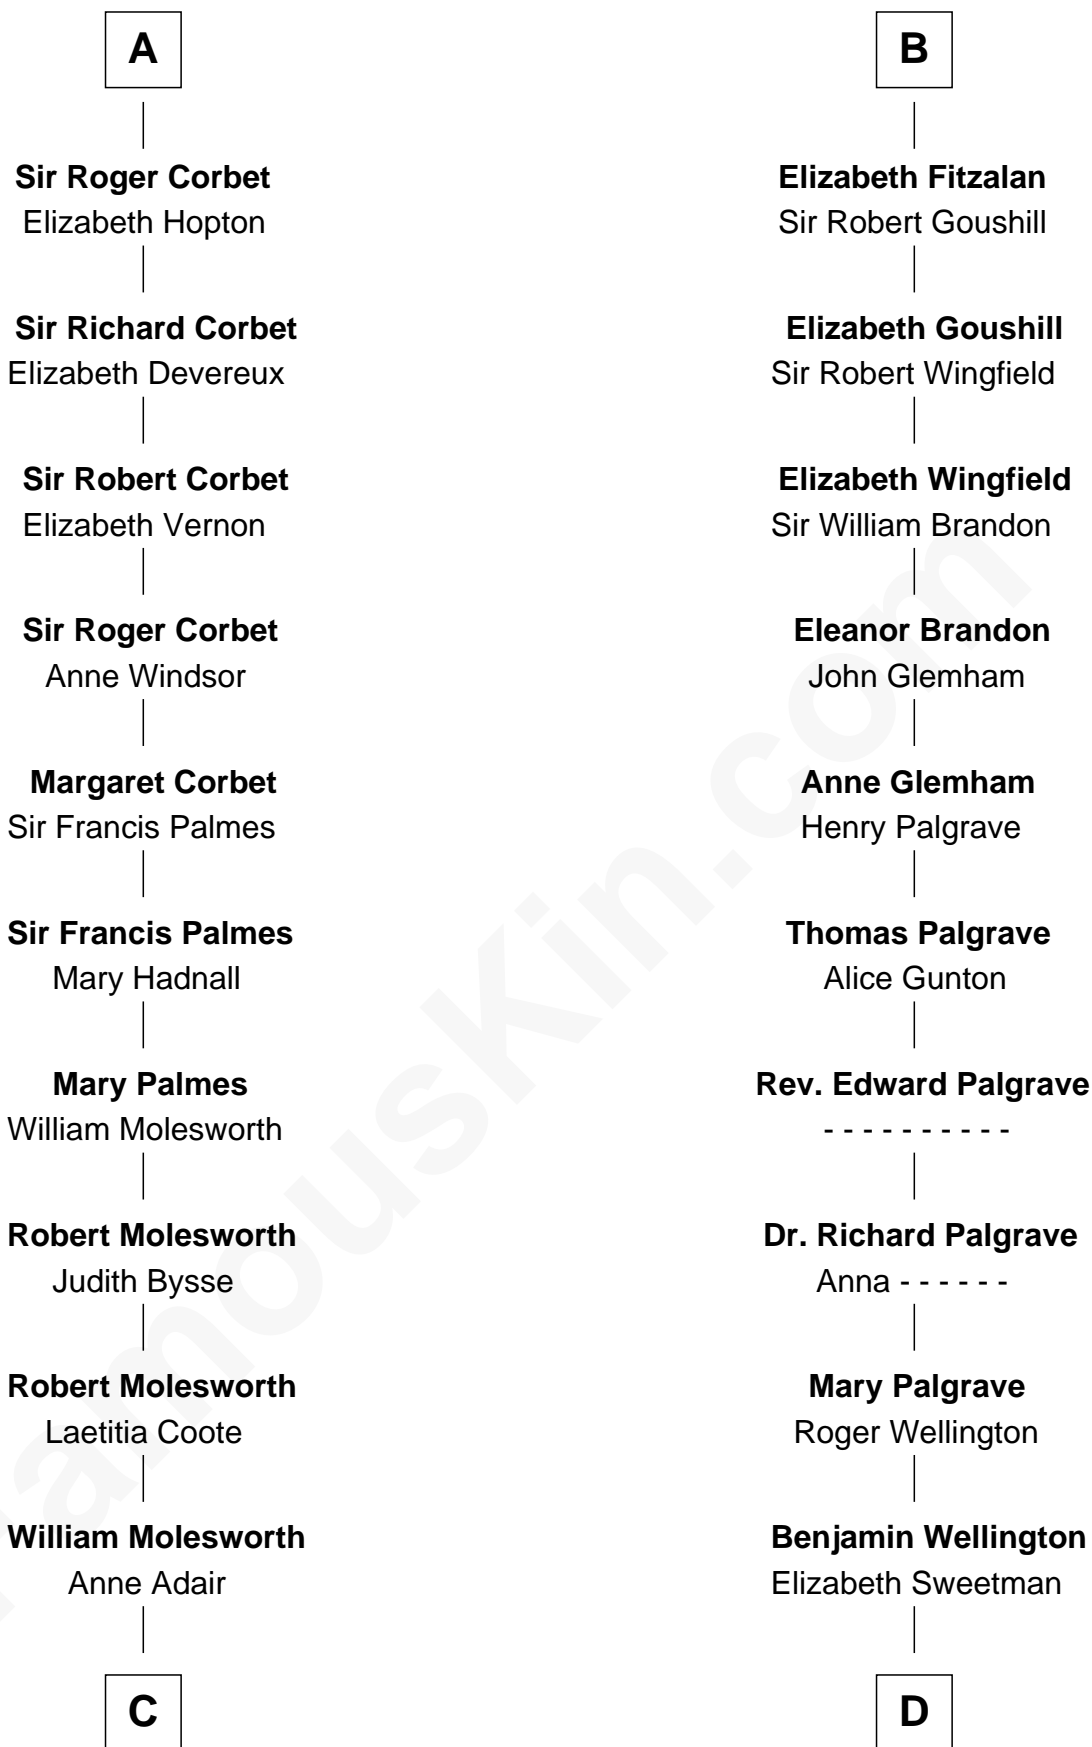 A
Sir Roger Corbet
Elizabeth Hopton
Sir Richard Corbet
Elizabeth Devereux
Sir Robert Corbet
Elizabeth Vernon
Sir Roger Corbet
Anne Windsor
Margaret Corbet
Sir Francis Palmes
Sir Francis Palmes
Mary Hadnall
Mary Palmes
William Molesworth
Robert Molesworth
Judith Bysse
Robert Molesworth
Laetitia Coote
William Molesworth
Anne Adair
C
B
Elizabeth Fitzalan
Sir Robert Goushill
Elizabeth Goushill
Sir Robert Wingfield
Elizabeth Wingfield
Sir William Brandon
Eleanor Brandon
John Glemham
Anne Glemham
Henry Palgrave
Thomas Palgrave
Alice Gunton
Rev. Edward Palgrave
- - - - - - - - - -
Dr. Richard Palgrave
Anna - - - - - -
Mary Palgrave
Roger Wellington
Benjamin Wellington
Elizabeth Sweetman
D
FamousKin.com